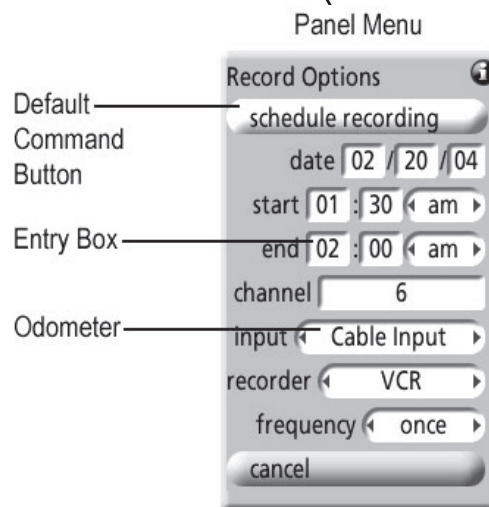 Panel Menu
Record Options i
Default
Command
Button
schedule recording
date 02 / 20 / 04
start 01 : 30 am
Entry Box
end 02 : 00 am
channel 6
Odometer
input Cable Input
recorder VCR
frequency once
cancel